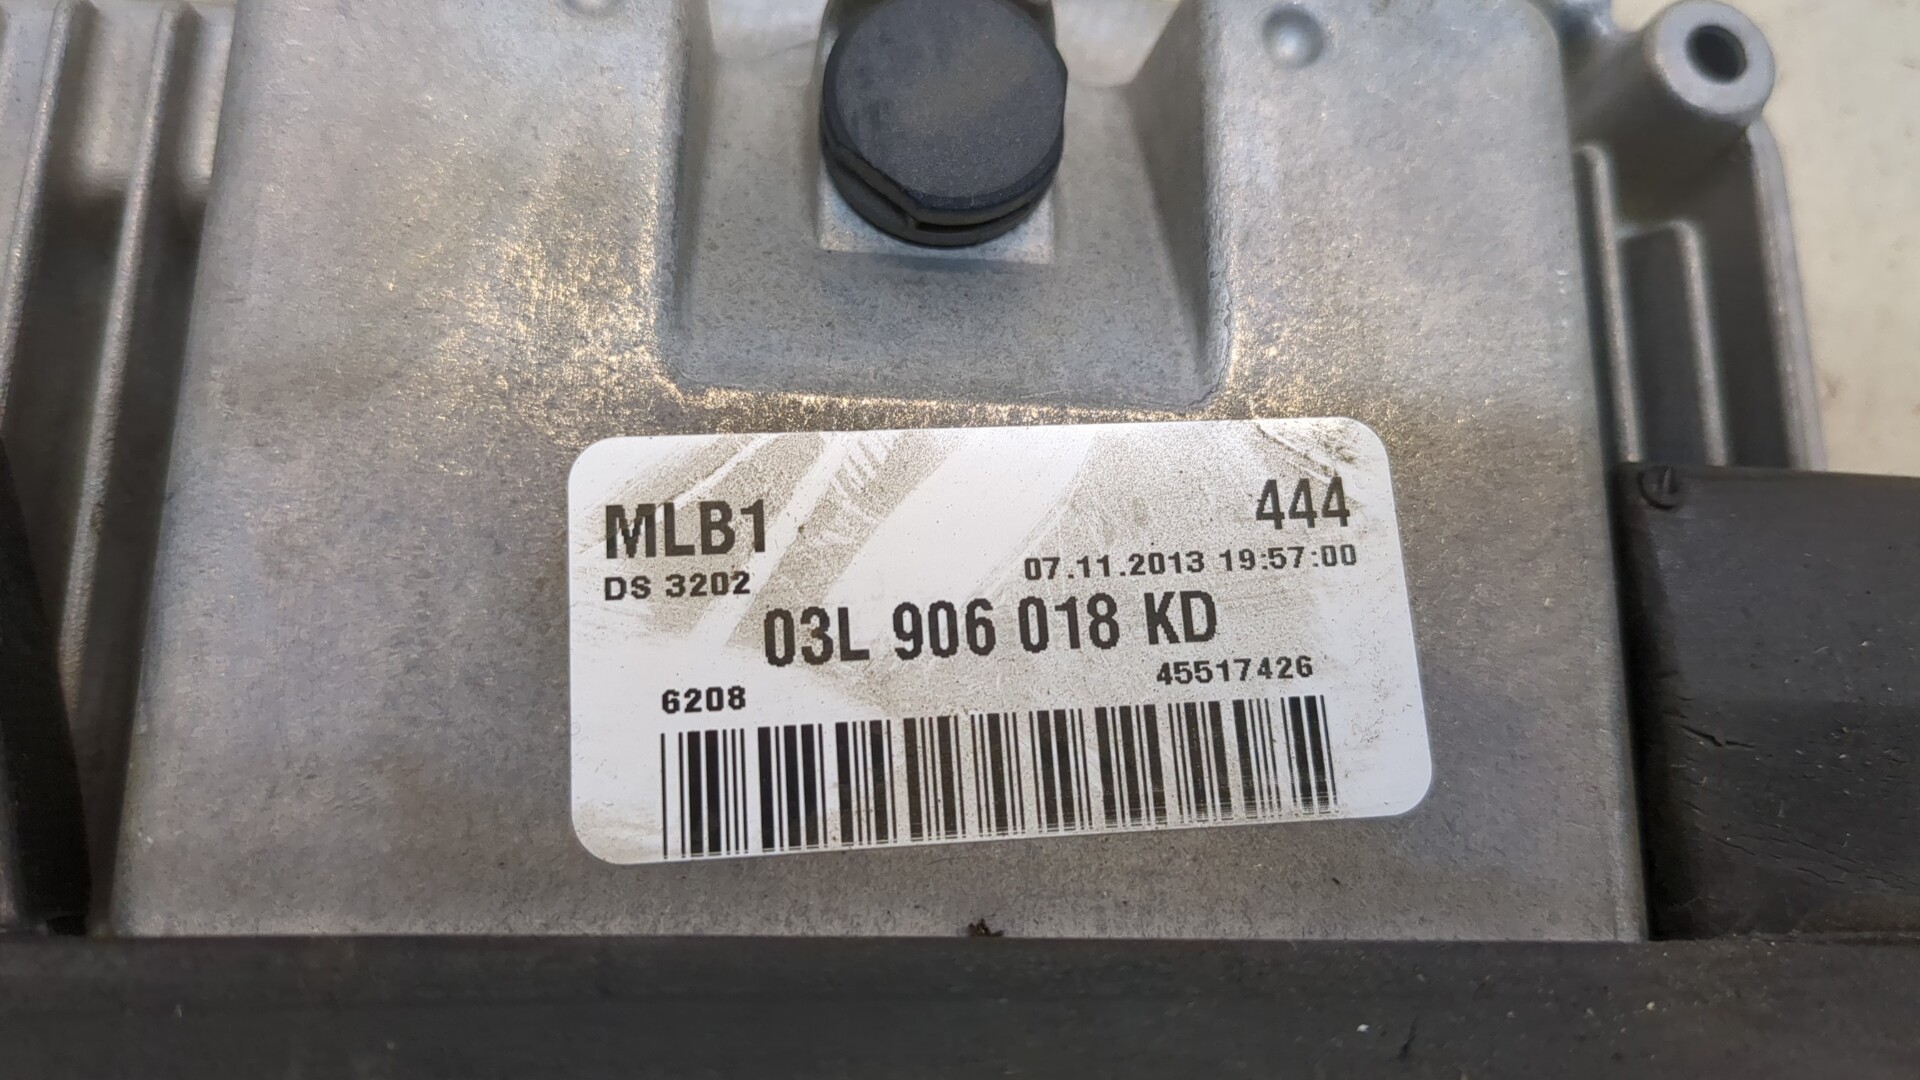 MLB1 444
DS 3202 07.11.2013 19:57:00
03L 906 018 KD
6208 45517426